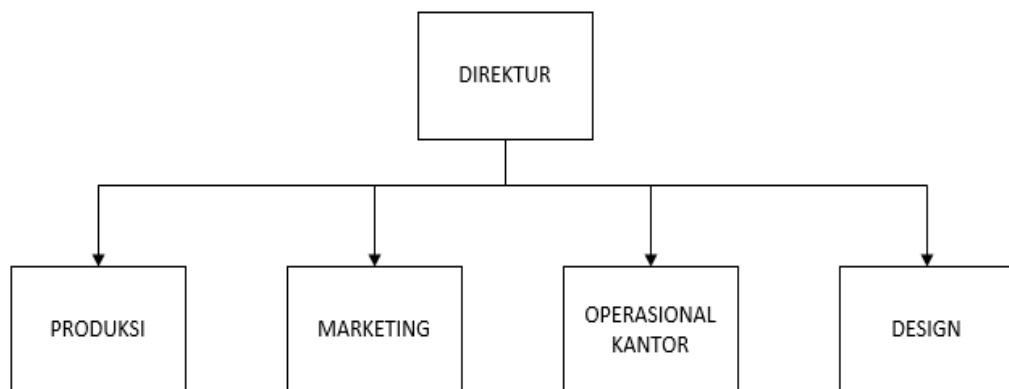 DIREKTUR
PRODUKSI
MARKETING
OPERASIONAL
KANTOR
DESIGN